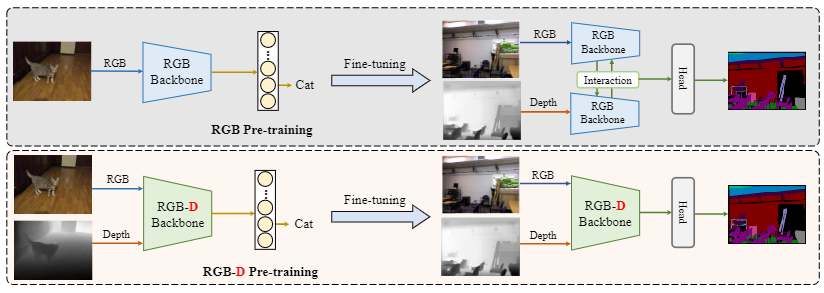 RGB
RGB
Backbone
Cat
RGB Pre-training
Fine-tuning
RGB
Depth
RGB
Backbone
Interaction
RGB
Backbone
Head
RGB
Depth
RGB-D
Backbone
Cat
RGB-D Pre-training
Fine-tuning
RGB
Depth
RGB-D
Backbone
Head